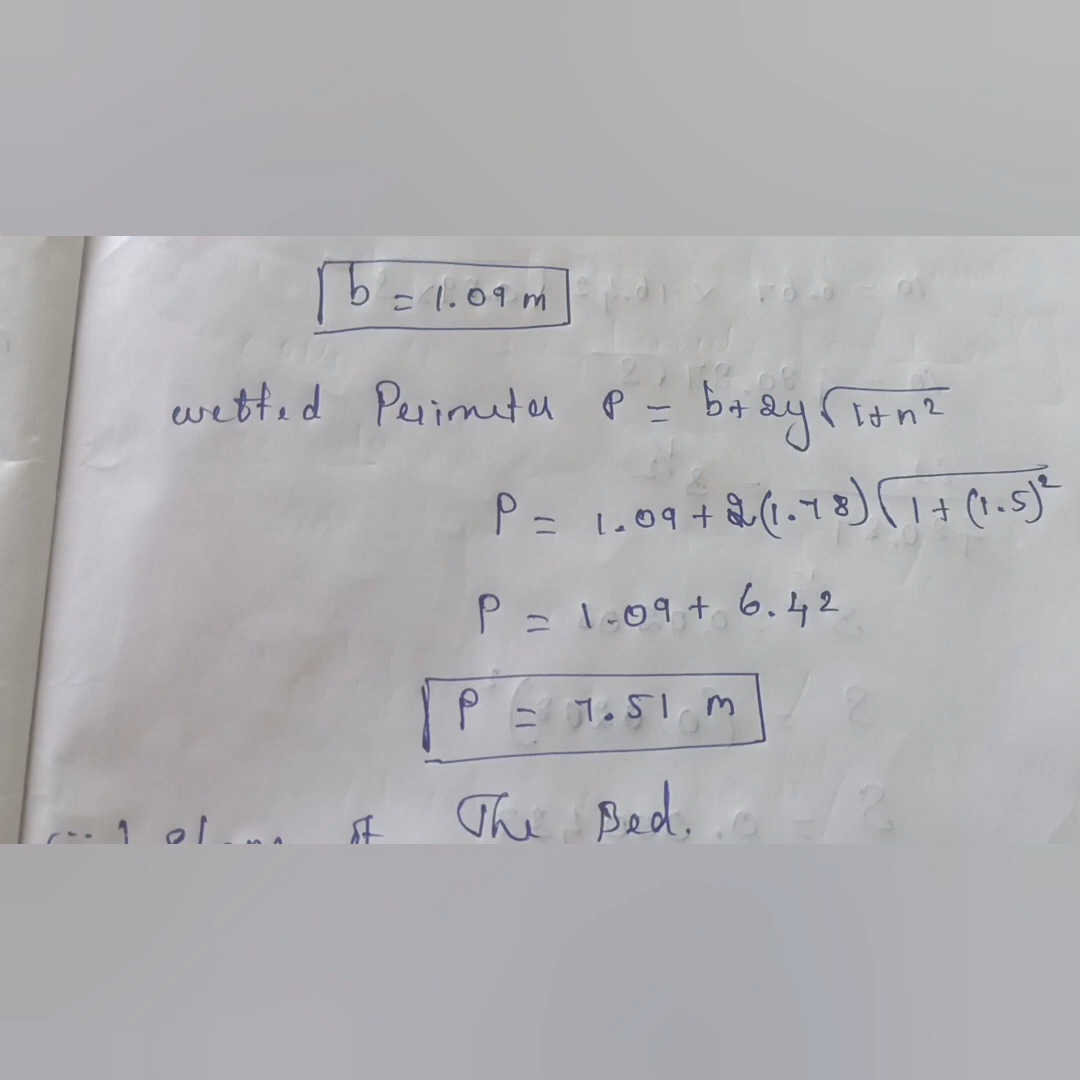 b = 1.09 m
wetted Perimeter P = b+2y√1+n²
P = 1.09+2(1.78)√1+(1.5)²
P = 1.09+ 6.42
P = 7.51 m
of The Bed.